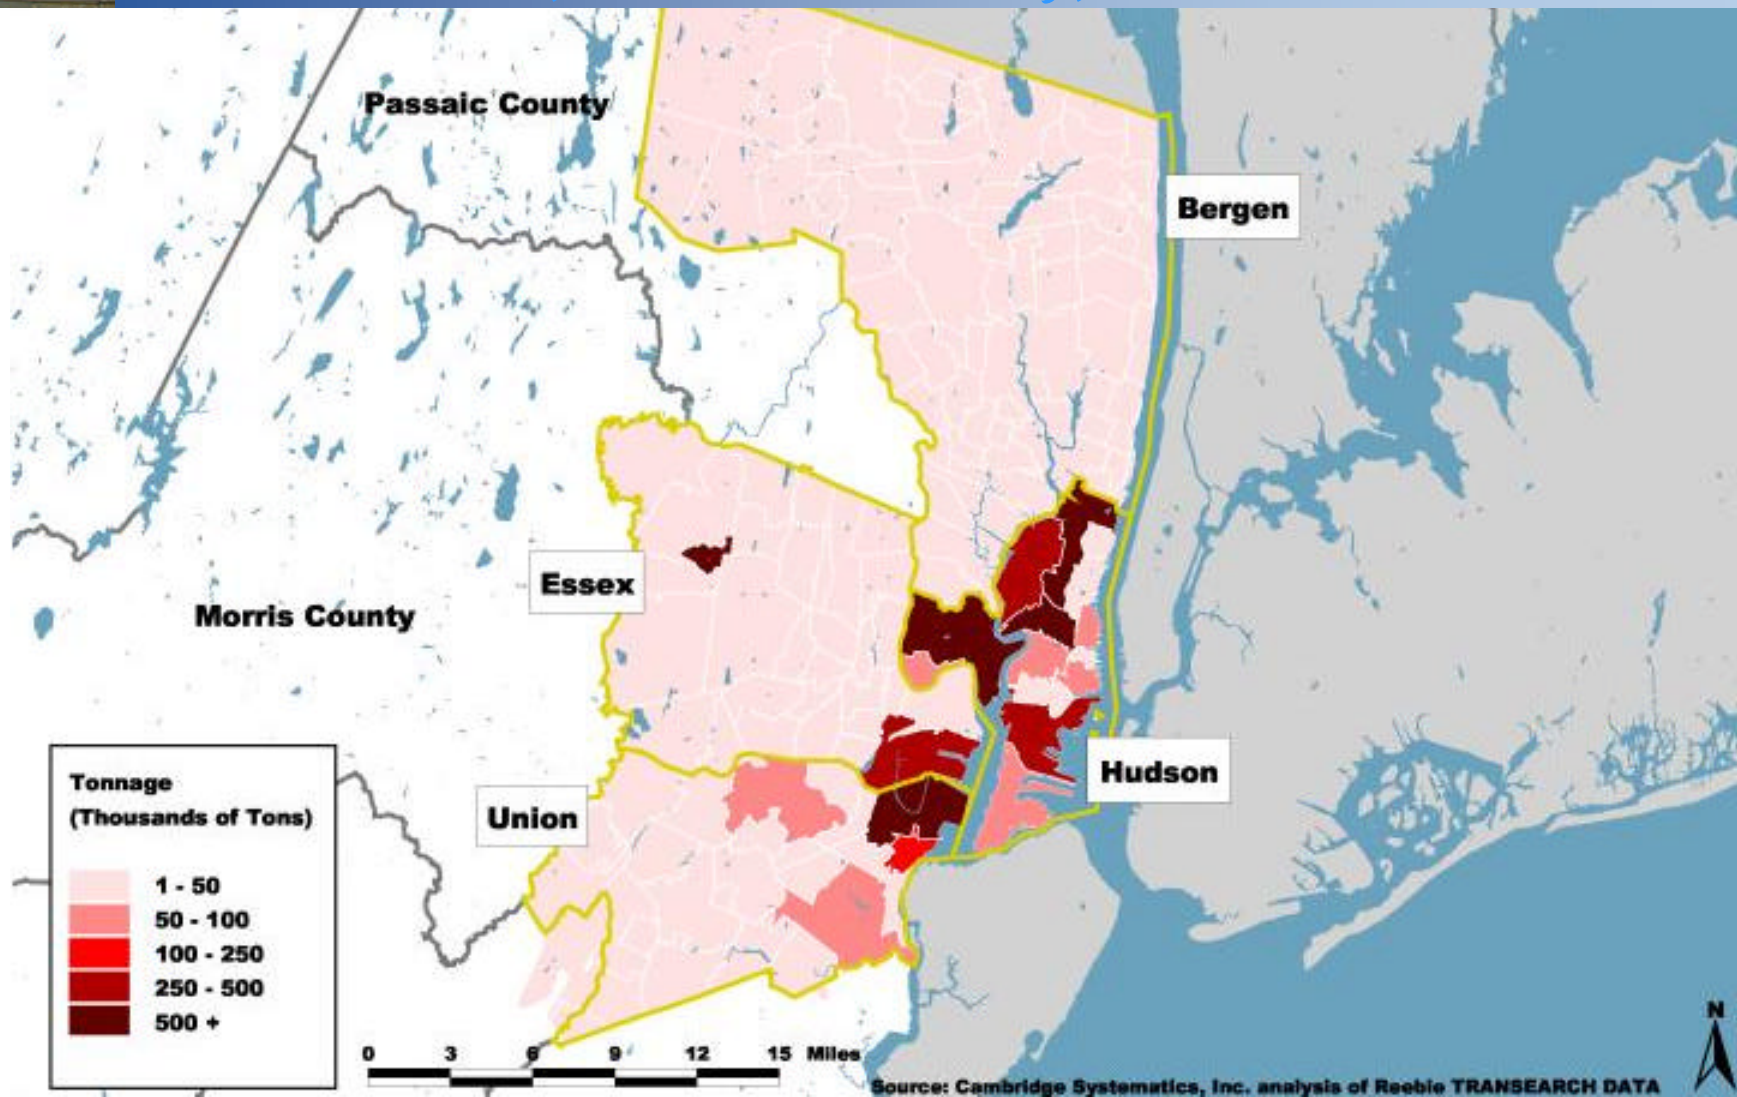 Passaic County
Bergen
Essex
Morris County
Hudson
Union
Tonnage
(Thousands of Tons)
1 - 50
50 - 100
100 - 250
250 - 500
500 +
0 3 6 9 12 15 Miles
N
Source: Cambridge Systematics, Inc. analysis of Reebie TRANSEARCH DATA